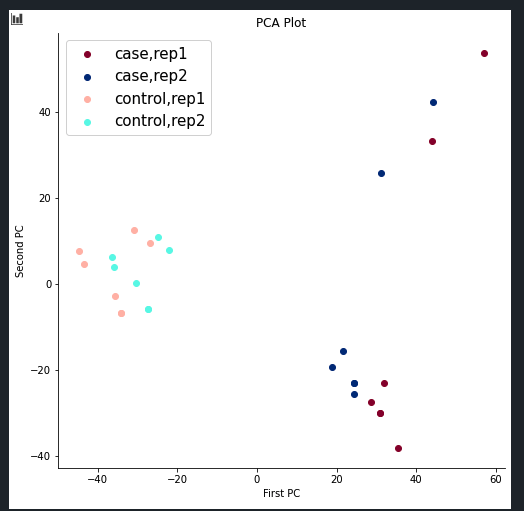 PCA Plot
case,rep1
case,rep2
control,rep1
control,rep2
40
20
0
−20
−40
Second PC
−40
−20
0
20
40
60
First PC